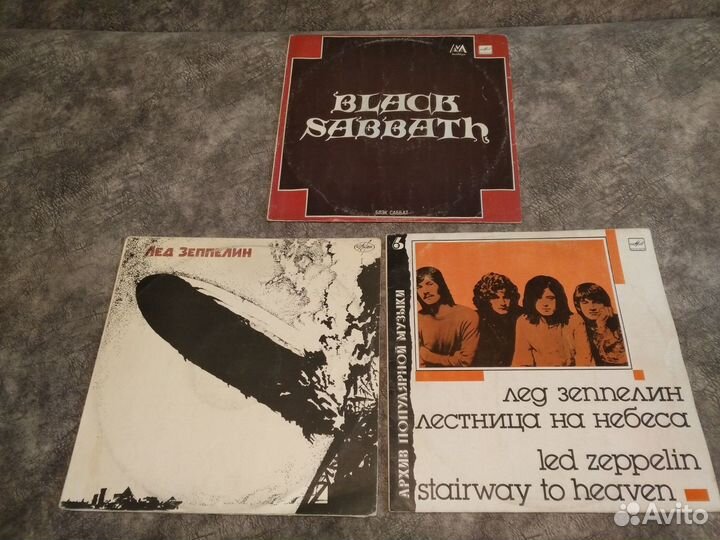 BLACK
SABBATH
БЛЭК САББАТ
ЛЕД ЗЕППЕЛИН
6
АРХИВ ПОПУЛЯРНОЙ МУЗЫКИ
лед зеппелин
лестница на небеса
led zeppelin
stairway to heaven
Avito